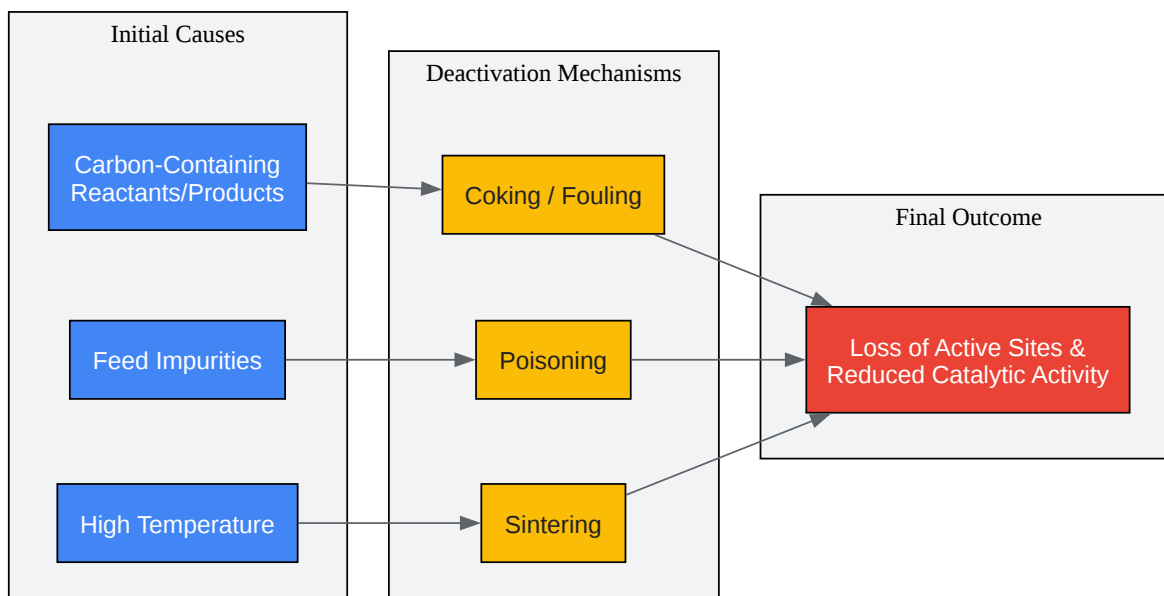 Initial Causes
Carbon-Containing
Reactants/Products
Feed Impurities
High Temperature
Deactivation Mechanisms
Coking / Fouling
Poisoning
Sintering
Final Outcome
Loss of Active Sites &
Reduced Catalytic Activity